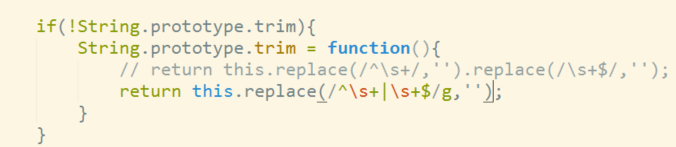 if(!String.prototype.trim){
String.prototype.trim = function(){
// return this.replace(/^\s+/,'').replace(/\s+$/,'');
return this.replace(/^\s+|\s+$/g,'');
}
}